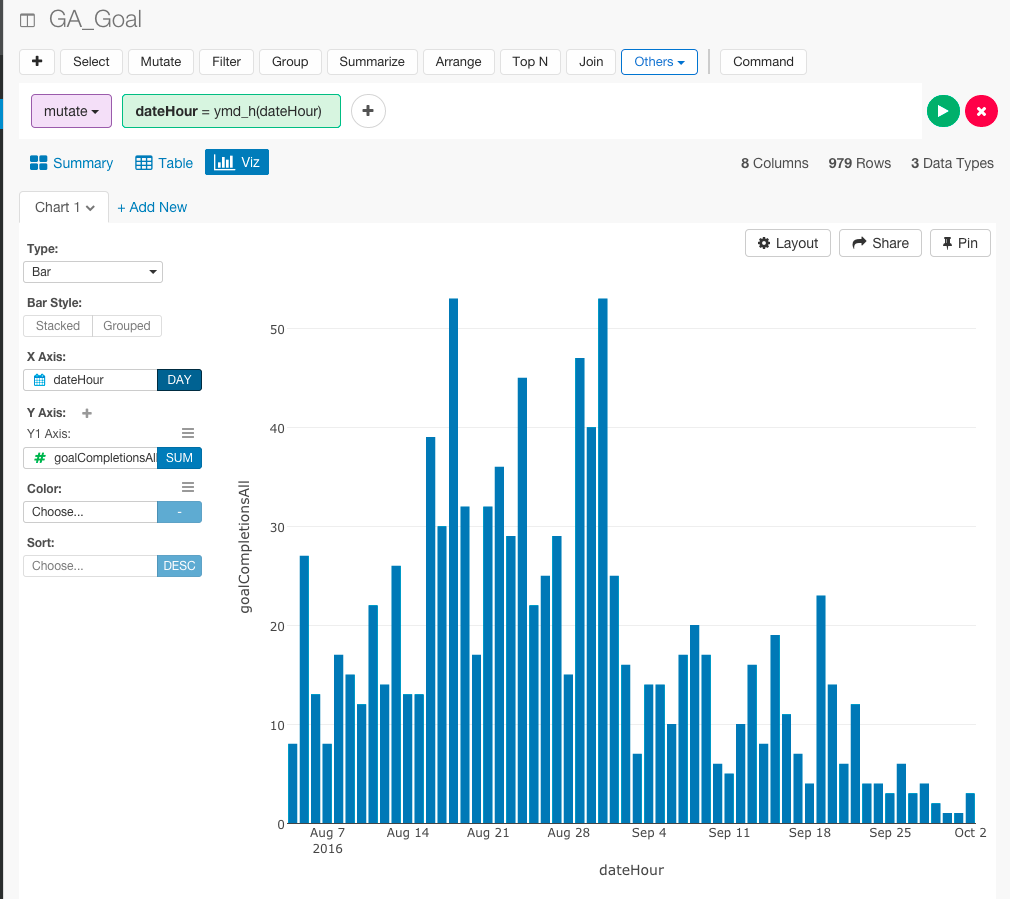 GA_Goal
+ Select Mutate Filter Group Summarize Arrange Top N Join Others Command
mutate dateHour = ymd_h(dateHour) +
Summary Table Viz 8 Columns 979 Rows 3 Data Types
Chart 1 + Add New
Layout Share Pin
Type:
Bar
Bar Style:
Stacked Grouped
X Axis:
dateHour DAY
Y Axis: +
Y1 Axis:
# goalCompletionsAll SUM
Color:
Choose... -
Sort:
Choose... DESC
goalCompletionsAll
50
40
30
20
10
0
Aug 7 Aug 14 Aug 21 Aug 28 Sep 4 Sep 11 Sep 18 Sep 25 Oct 2
2016
dateHour